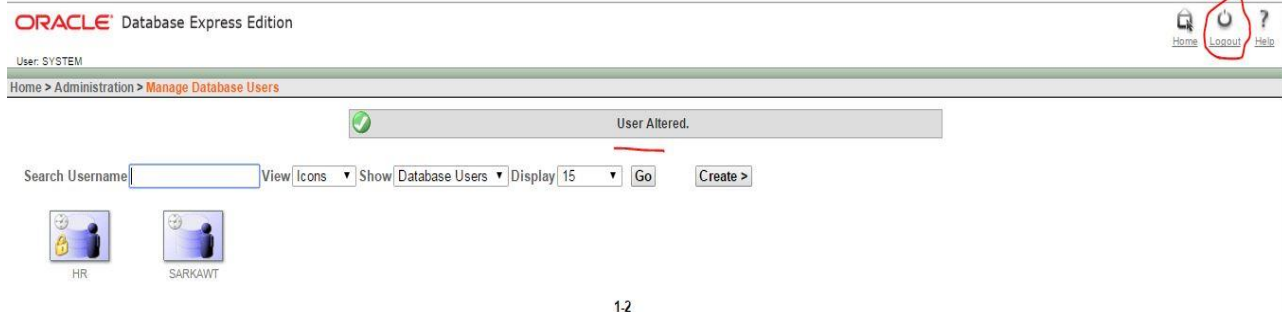 ORACLE® Database Express Edition
Home Logout Help
User: SYSTEM
Home > Administration > Manage Database Users
User Altered.
Search Username View Icons Show Database Users Display 15 Go Create >
HR SARKAWT
1-2